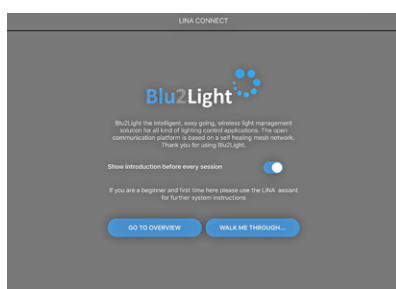 LINA CONNECT
Blu2Light
Blu2Light the intelligent, easy going, wireless light management
solution for all kind of lighting control applications. The open
communication platform is based on a self healing mesh network.
Thank you for using Blu2Light.
Show introduction before every session
If you are a beginner and first time here please use the LINA assiant
for further system instructions
GO TO OVERVIEW
WALK ME THROUGH...